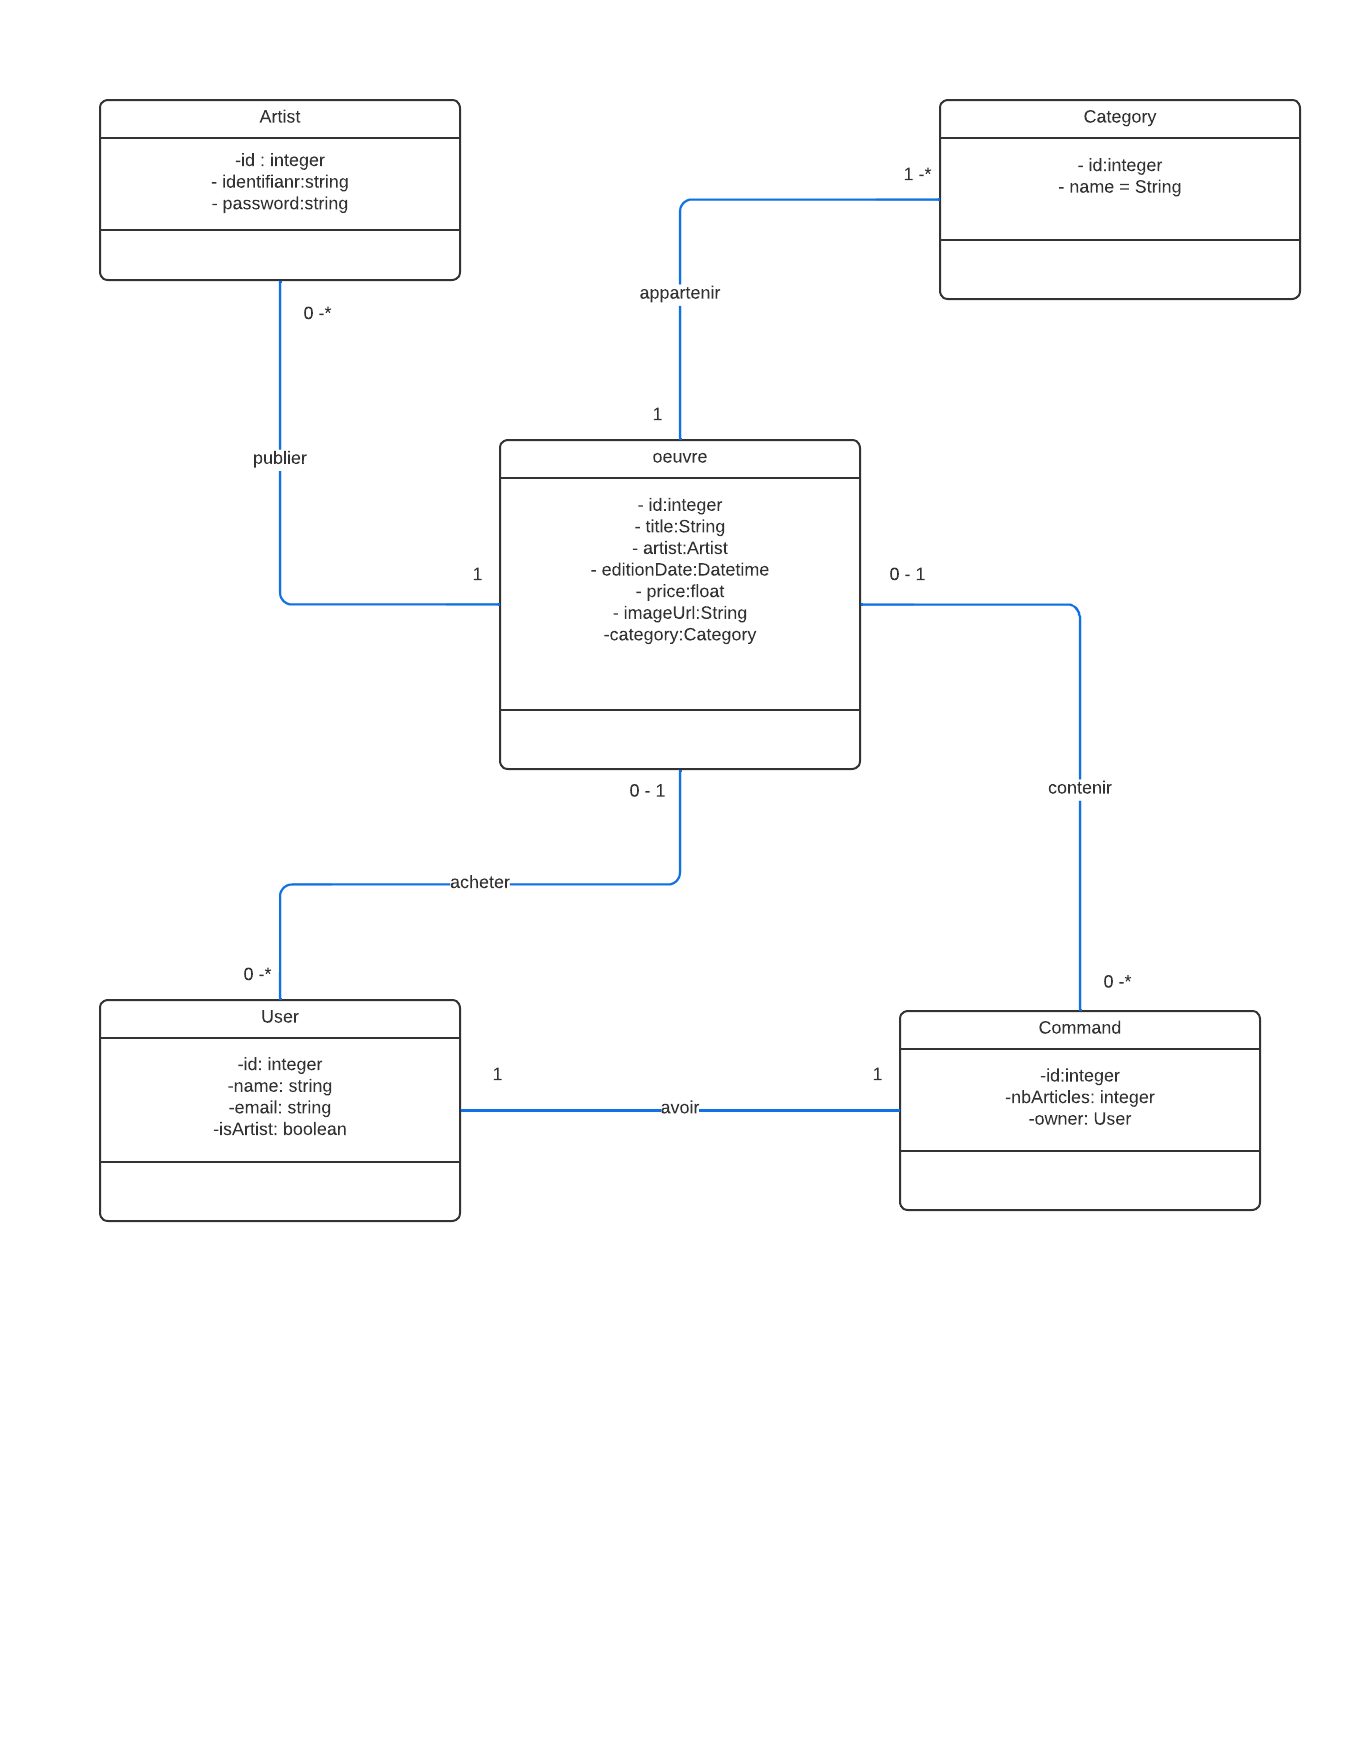 Artist
-id : integer
- identifianr:string
- password:string
Category
- id:integer
- name = String
1 -*
appartenir
0 -*
1
publier
oeuvre
- id:integer
- title:String
- artist:Artist
- editionDate:Datetime
- price:float
- imageUrl:String
-category:Category
1
0 - 1
0 - 1
contenir
acheter
0 -*
0 -*
User
-id: integer
-name: string
-email: string
-isArtist: boolean
1
avoir
1
Command
-id:integer
-nbArticles: integer
-owner: User